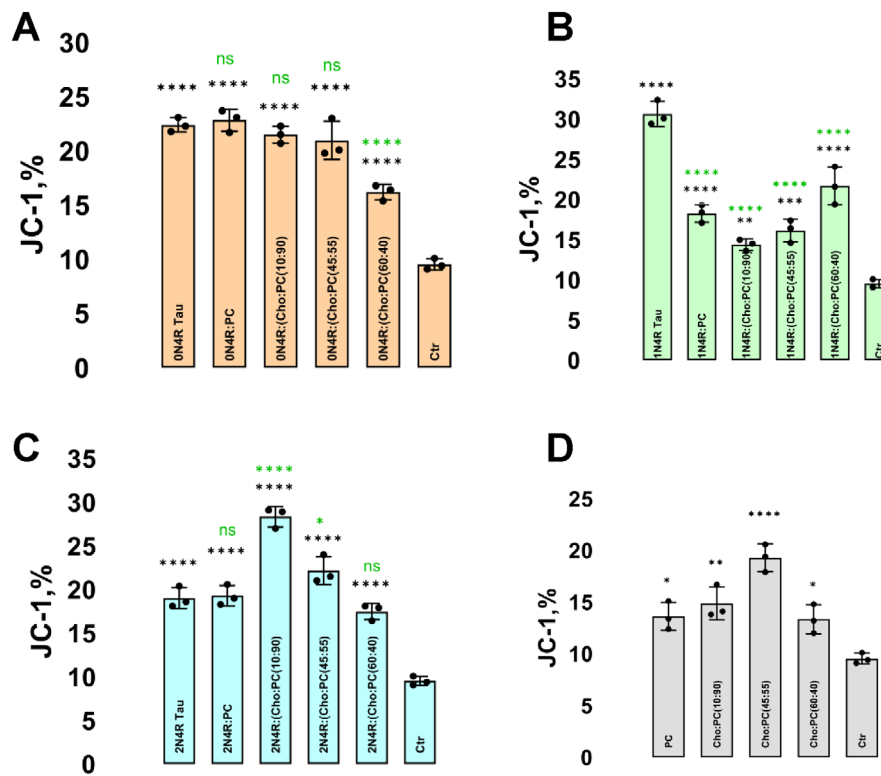 A
JC-1,%
30
25
20
15
10
5
0
ns
ns
ns
****
****
****
****
****
****
0N4R Tau
0N4R:PC
0N4R:(Cho:PC(10:90)
0N4R:(Cho:PC(45:55)
0N4R:(Cho:PC(60:40)
Ctr
B
JC-1,%
35
30
25
20
15
10
5
0
****
****
****
****
****
****
**
***
****
1N4R Tau
1N4R:PC
1N4R:(Cho:PC(10:90)
1N4R:(Cho:PC(45:55)
1N4R:(Cho:PC(60:40)
Ctr
C
JC-1,%
35
30
25
20
15
10
5
0
****
ns
****
****
****
*
****
ns
****
2N4R Tau
2N4R:PC
2N4R:(Cho:PC(10:90)
2N4R:(Cho:PC(45:55)
2N4R:(Cho:PC(60:40)
Ctr
D
JC-1,%
25
20
15
10
5
0
*
**
****
*
PC
Cho:PC(10:90)
Cho:PC(45:55)
Cho:PC(60:40)
Ctr